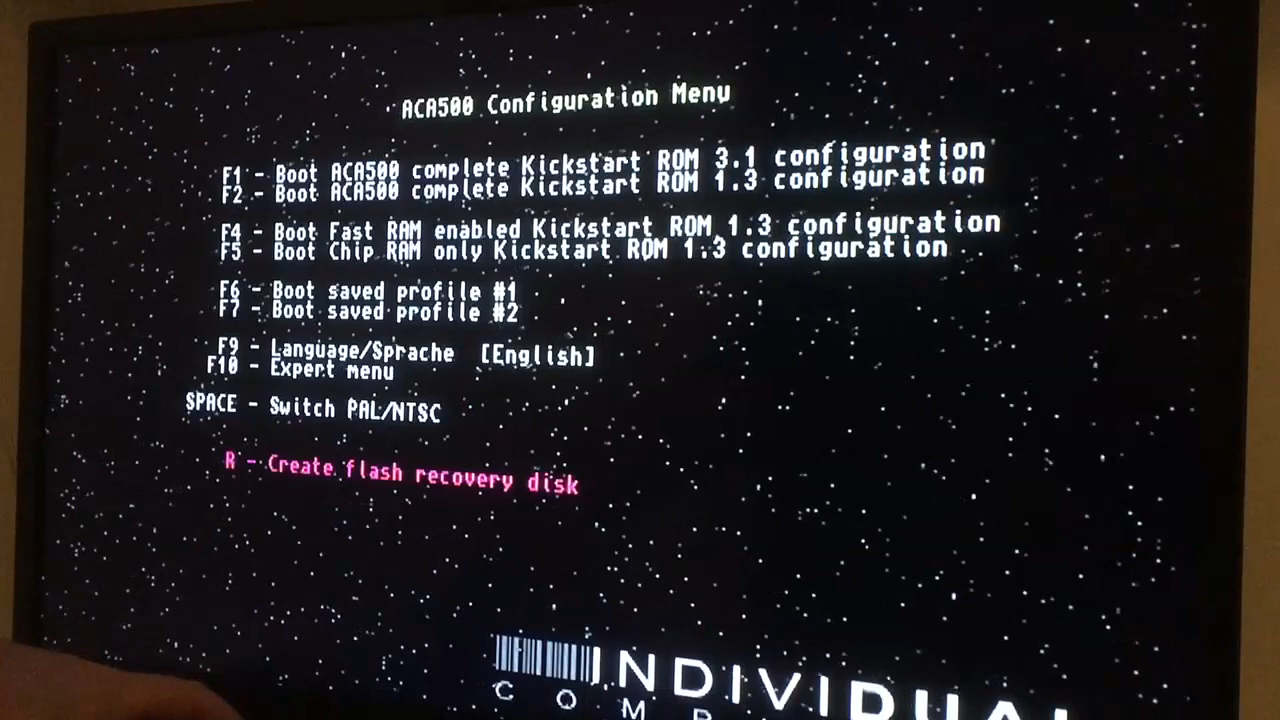 ACA500 Configuration Menu
F1 - Boot ACA500 complete Kickstart ROM 3.1 configuration
F2 - Boot ACA500 complete Kickstart ROM 1.3 configuration
F4 - Boot Fast RAM enabled Kickstart ROM 1.3 configuration
F5 - Boot Chip RAM only Kickstart ROM 1.3 configuration
F6 - Boot saved profile #1
F7 - Boot saved profile #2
F9 - Language/Sprache [English]
F10 - Expert menu
SPACE - Switch PAL/NTSC
R - Create flash recovery disk
INDIVIDUAL